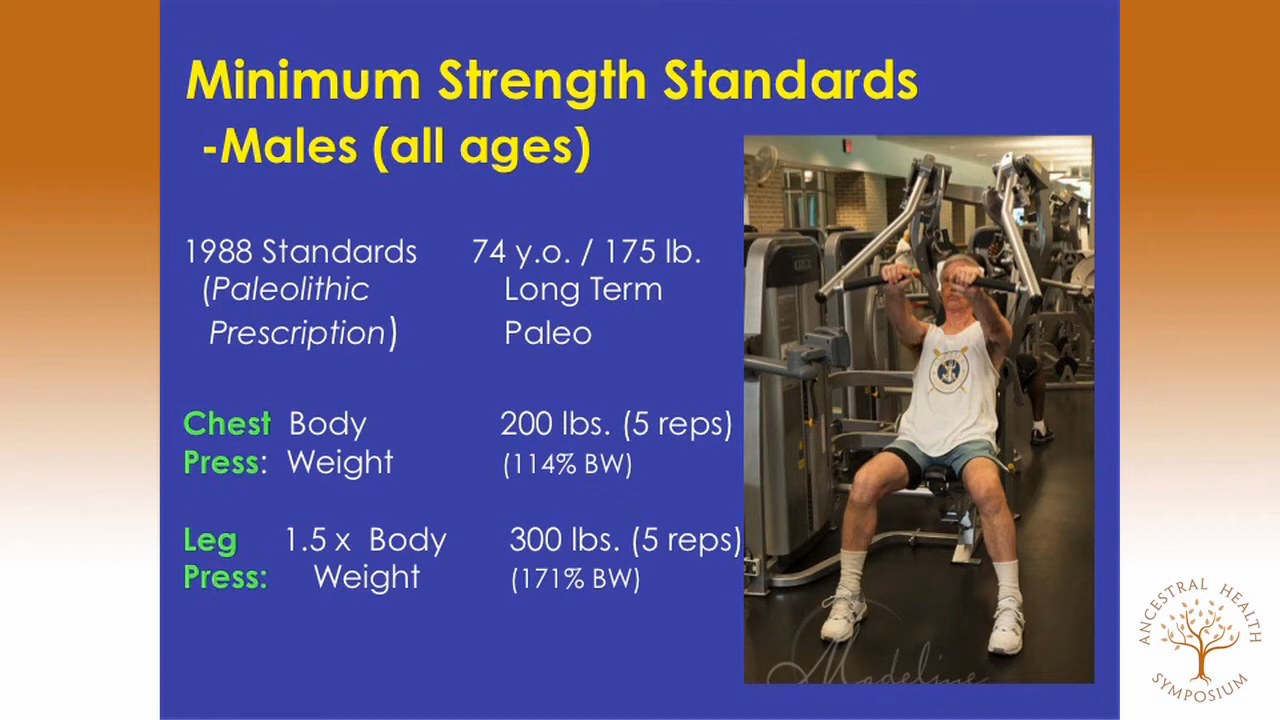 Minimum Strength Standards
-Males (all ages)
1988 Standards
(Paleolithic
Prescription)
74 y.o. / 175 lb.
Long Term
Paleo
Chest Body
Press: Weight
200 lbs. (5 reps)
(114% BW)
Leg 1.5 x Body
Press: Weight
300 lbs. (5 reps)
(171% BW)
Madeline
ANCESTRAL HEALTH
SYMPOSIUM